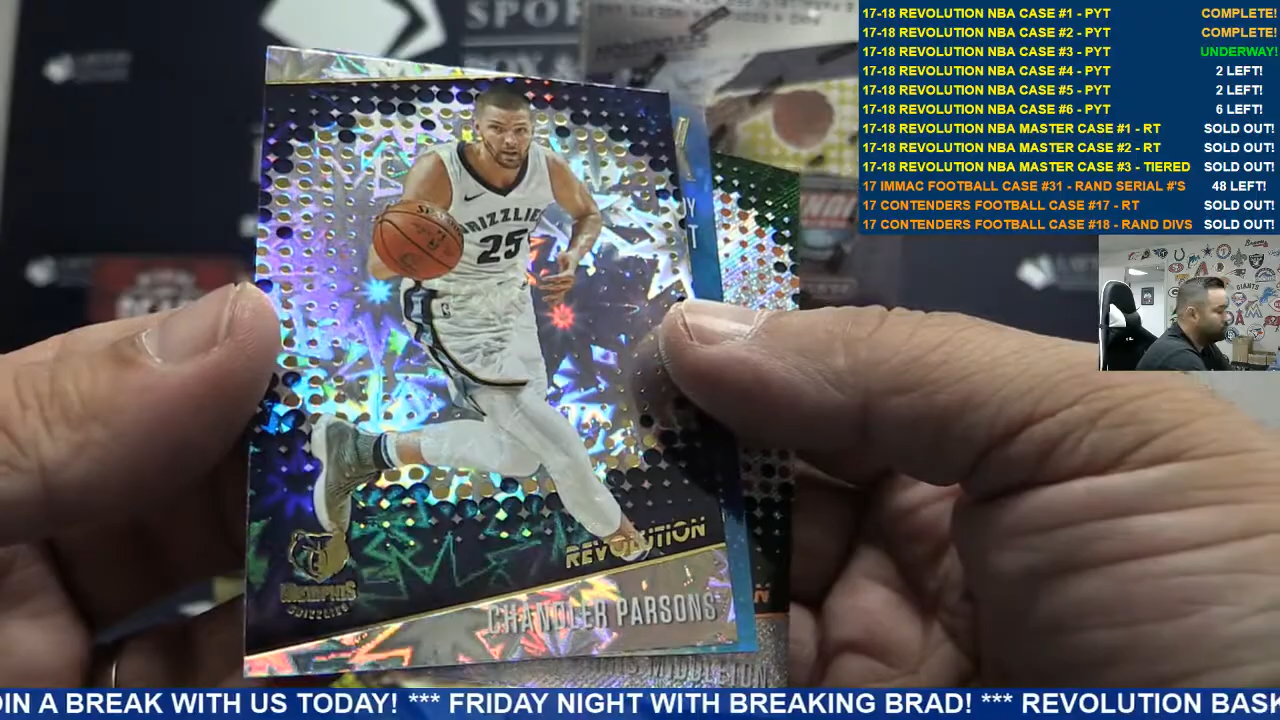 SPOR
17-18 REVOLUTION NBA CASE #1 - PYT COMPLETE!
17-18 REVOLUTION NBA CASE #2 - PYT COMPLETE!
17-18 REVOLUTION NBA CASE #3 - PYT UNDERWAY!
17-18 REVOLUTION NBA CASE #4 - PYT 2 LEFT!
17-18 REVOLUTION NBA CASE #5 - PYT 2 LEFT!
17-18 REVOLUTION NBA CASE #6 - PYT 6 LEFT!
17-18 REVOLUTION NBA MASTER CASE #1 - RT SOLD OUT!
17-18 REVOLUTION NBA MASTER CASE #2 - RT SOLD OUT!
17-18 REVOLUTION NBA MASTER CASE #3 - TIERED SOLD OUT!
17 IMMAC FOOTBALL CASE #31 - RAND SERIAL #'S 48 LEFT!
17 CONTENDERS FOOTBALL CASE #17 - RT SOLD OUT!
17 CONTENDERS FOOTBALL CASE #18 - RAND DIVS SOLD OUT!
GIANTS
RIZZLIE
25
REVOLUTION
MEMPHIS
GRIZZLIES
CHANDLER PARSONS
MIDDLETON
OIN A BREAK WITH US TODAY! *** FRIDAY NIGHT WITH BREAKING BRAD! *** REVOLUTION BASK